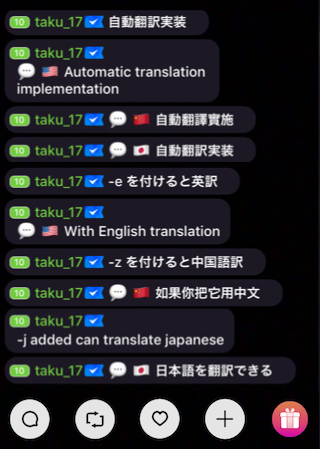 10 taku_17 自動翻訳実装
10 taku_17
💬 🇺🇸 Automatic translation
implementation
10 taku_17 💬 🇨🇳 自動翻譯實施
10 taku_17 💬 🇯🇵 自動翻訳実装
10 taku_17 -e を付けると英訳
10 taku_17
💬 🇺🇸 With English translation
10 taku_17 -z を付けると中国語訳
10 taku_17 💬 🇨🇳 如果你把它用中文
10 taku_17
-j added can translate japanese
10 taku_17 💬 🇯🇵 日本語を翻訳できる